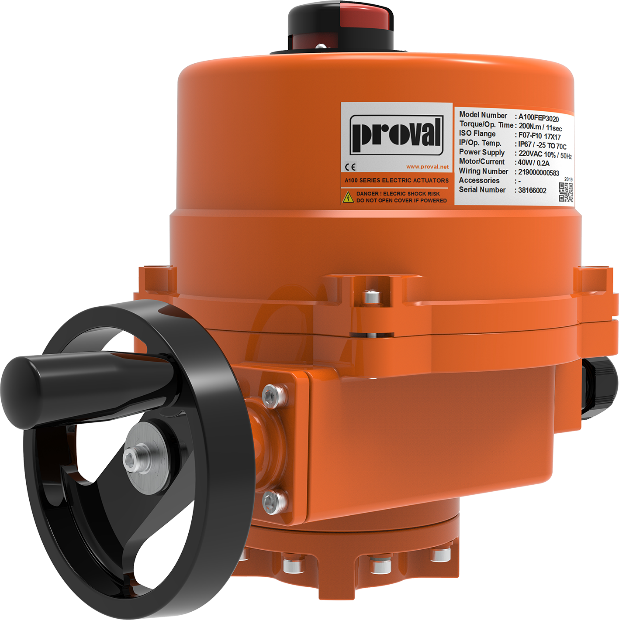 proval
CE
www.proval.net
A100 SERIES ELECTRIC ACTUATORS
DANGER ! ELECRIC SHOCK RISK
DO NOT OPEN COVER IF POWERED
Model Number : A100FEP3020
Torque/Op. Time : 200N.m / 11sec
ISO Flange : F07-F10 17X17
IP/Op. Temp. : IP67 / -25 TO 70C
Power Supply : 220VAC 10% / 50Hz
Motor/Current : 40W / 0.2A
Wiring Number : 219000000583
Accessories : -
Serial Number : 38166002